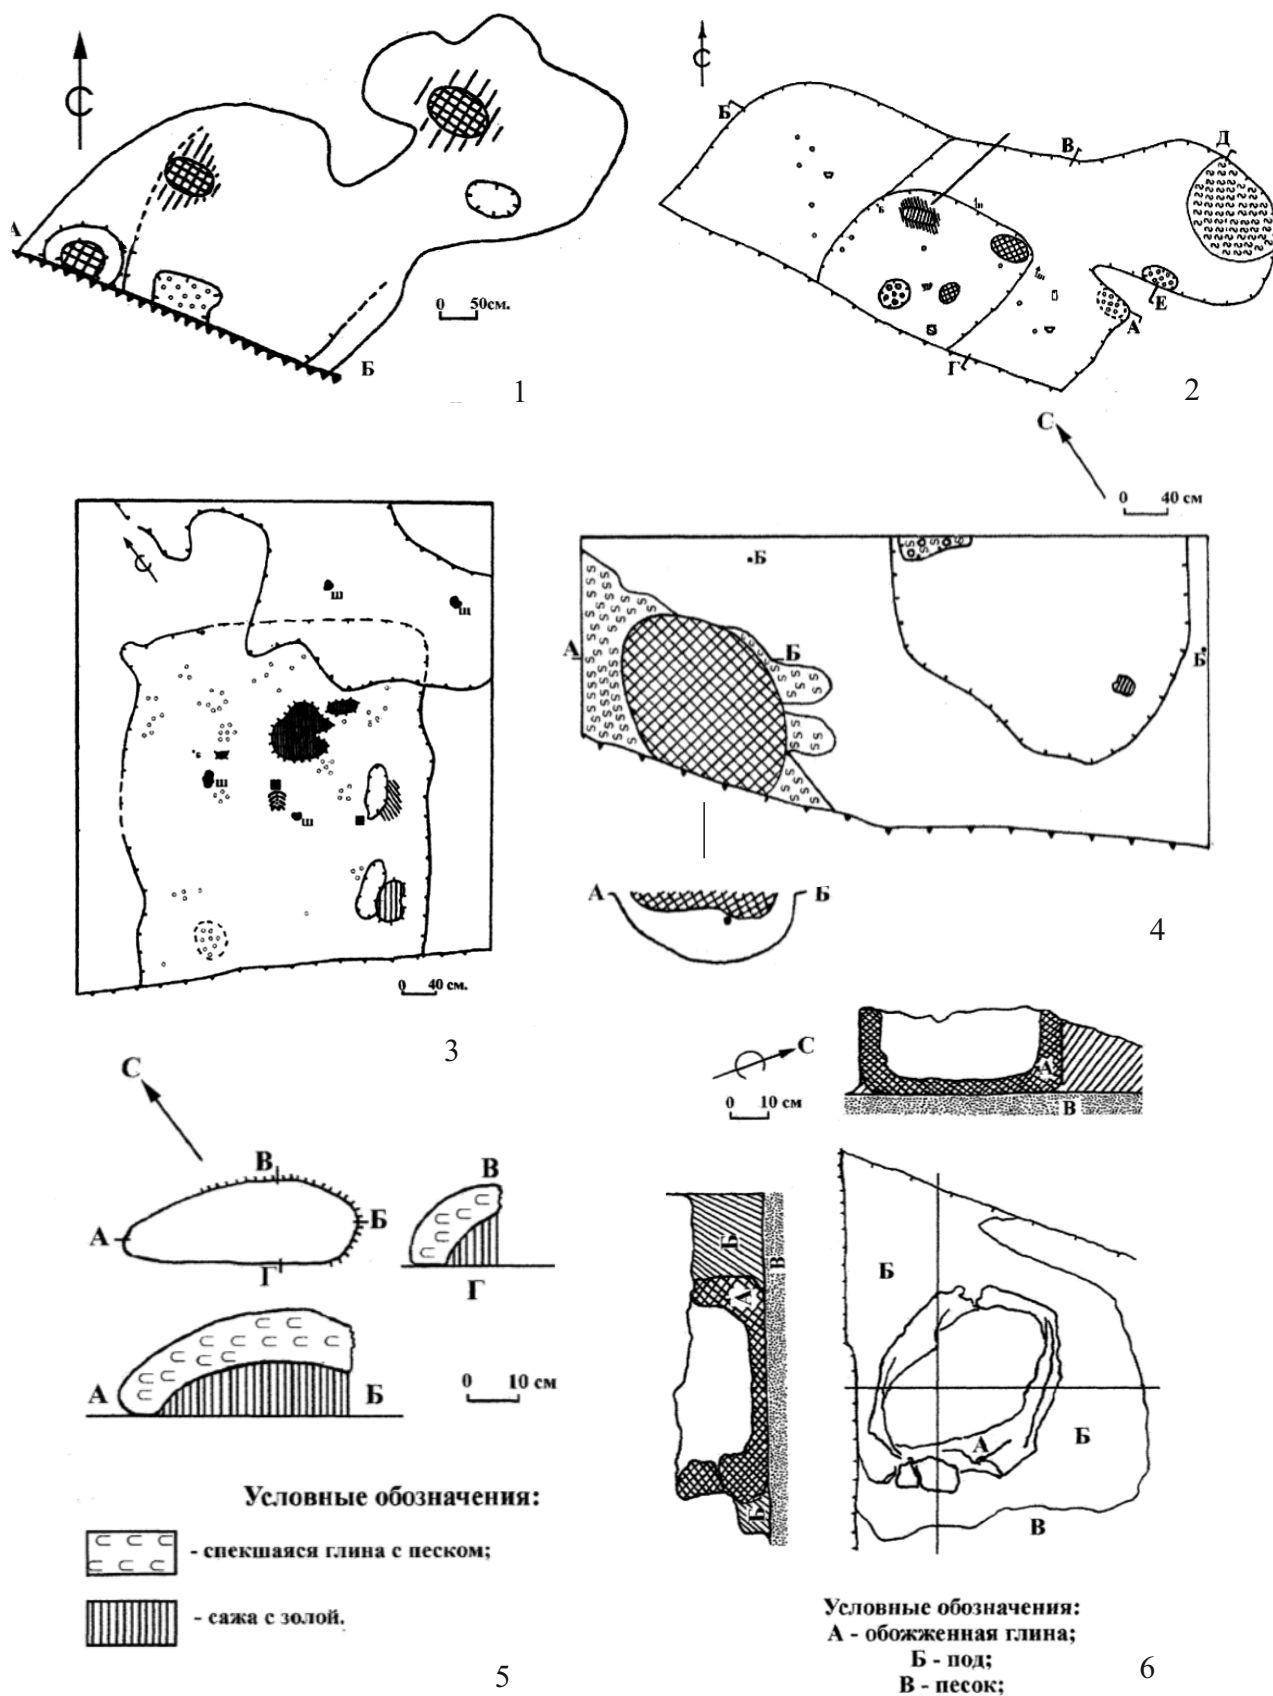 С
А
0 50см.
Б
1
С
Б
В
Д
Б
Е
А
Г
2
С
0 40 см
С
ш
ш
Б
ш
ш
0 40 см.
3
Б
А
Б
Б
А
Б
4
С
В
А
Б
Г
В
Г
А
Б
0 10 см
Условные обозначения:
- спекшаяся глина с песком;
- сажа с золой.
5
С
0 10 см
А
В
Б
А
В
Б
Б
Б
А
В
Условные обозначения:
А - обожженная глина;
Б - под;
В - песок;
6